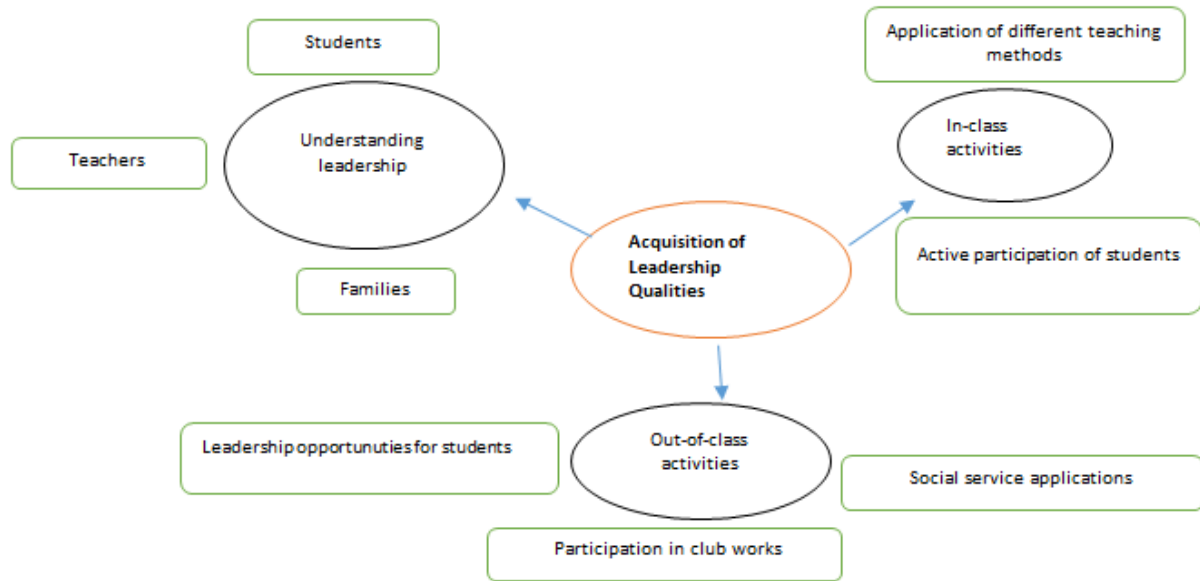 Students
Understanding
leadership
Teachers
Families
Application of different teaching
methods
In-class
activities
Active participation of students
Acquisition of
Leadership
Qualities
Leadership opportunuties for students
Out-of-class
activities
Social service applications
Participation in club works